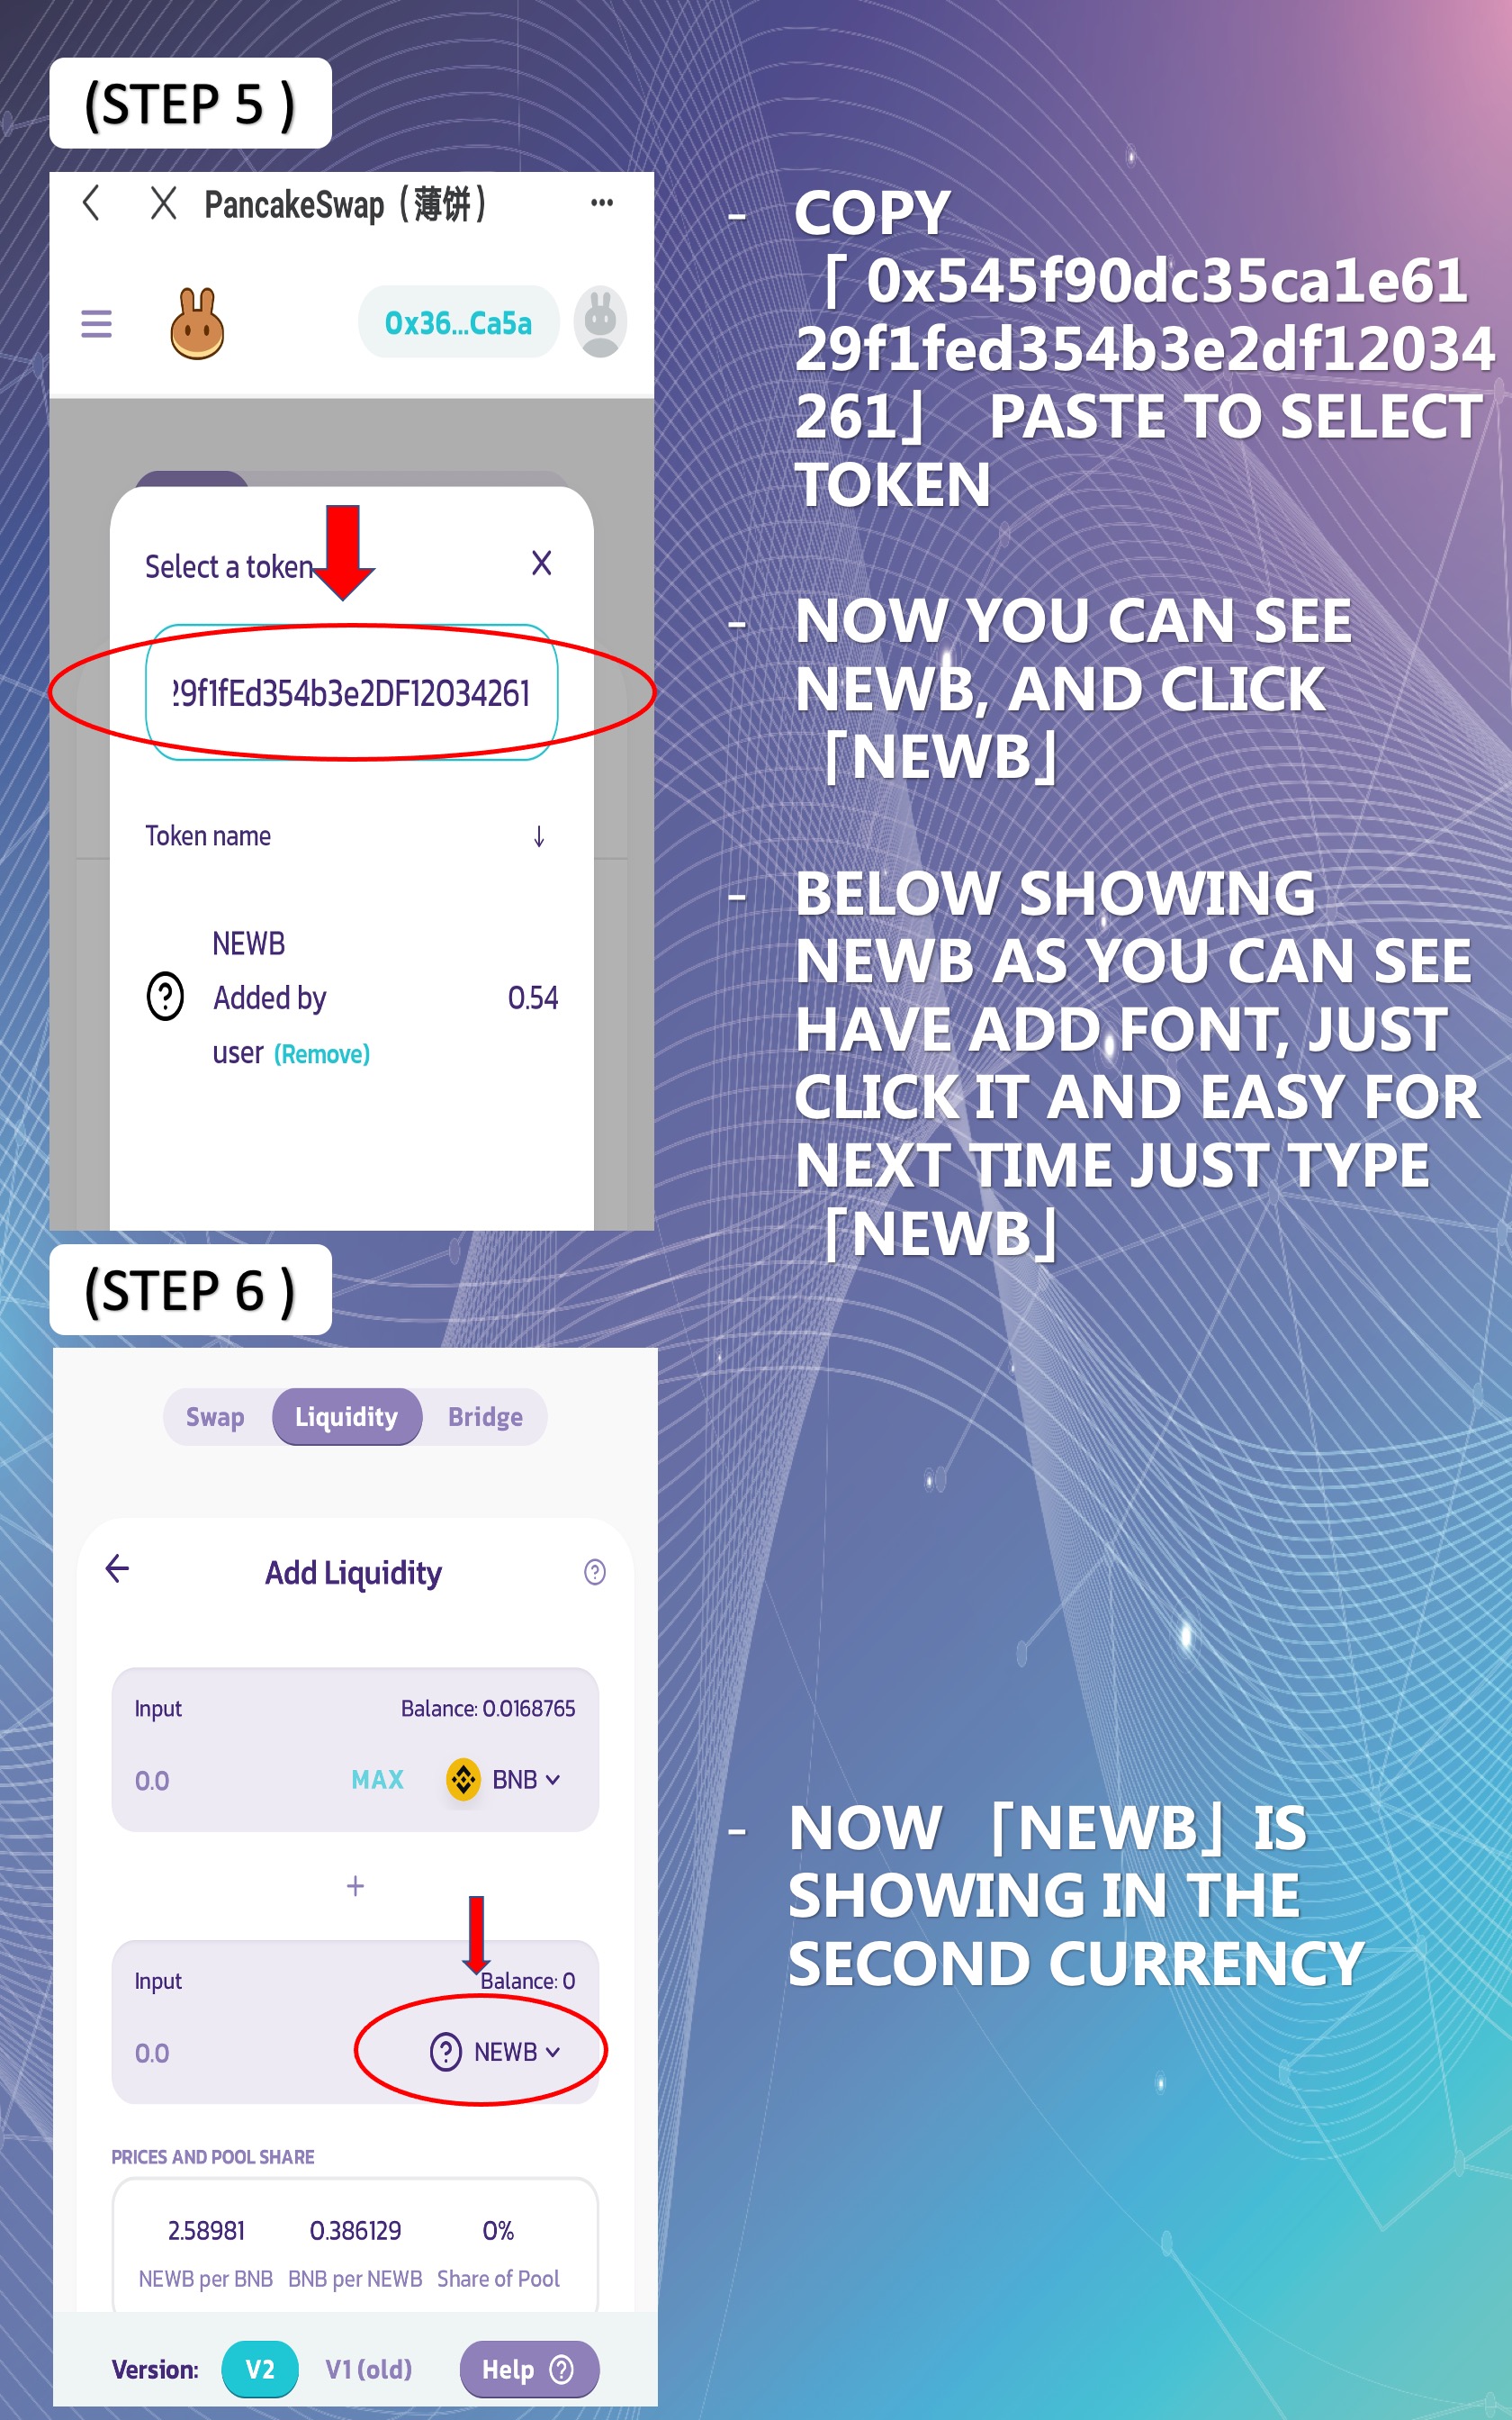 (STEP 5 )
PancakeSwap（薄饼） ...
0x36...Ca5a
Select a token
29f1fEd354b3e2DF12034261
Token name ↓
NEWB
Added by 0.54
user (Remove)
- COPY
「 0x545f90dc35ca1e61
29f1fed354b3e2df12034
261」 PASTE TO SELECT
TOKEN
- NOW YOU CAN SEE
NEWB, AND CLICK
「NEWB」
- BELOW SHOWING
NEWB AS YOU CAN SEE
HAVE ADD FONT, JUST
CLICK IT AND EASY FOR
NEXT TIME JUST TYPE
「NEWB」
(STEP 6 )
Swap Liquidity Bridge
Add Liquidity ?
Input Balance: 0.0168765
0.0 MAX BNB
+
Input Balance: 0
0.0 ? NEWB
PRICES AND POOL SHARE
2.58981 0.386129 0%
NEWB per BNB BNB per NEWB Share of Pool
Version: V2 V1 (old) Help ?
- NOW 「NEWB」 IS
SHOWING IN THE
SECOND CURRENCY